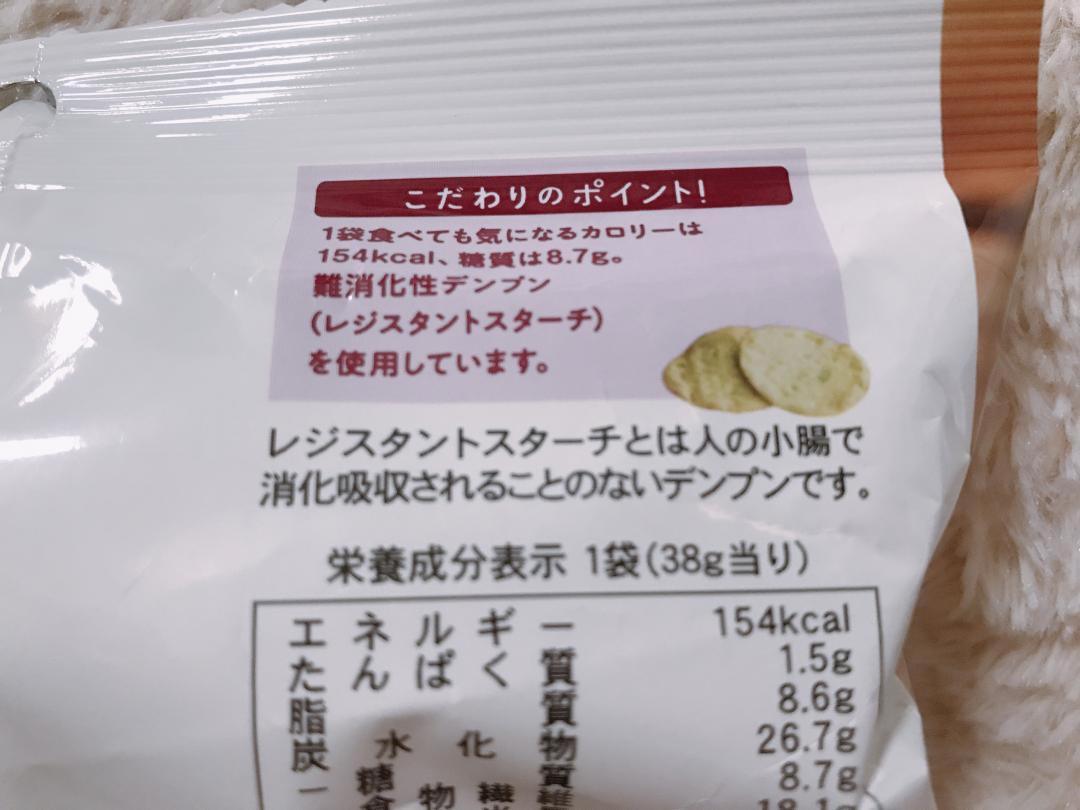 こだわりのポイント!
1袋食べても気になるカロリーは
154kcal、糖質は8.7g。
難消化性デンプン
(レジスタントスターチ)
を使用しています。
レジスタントスターチとは人の小腸で
消化吸収されることのないデンプンです。
栄養成分表示 1袋(38g当り)
エネルギー 154kcal
たんぱく質 1.5g
脂質 8.6g
炭水化物 26.7g
糖質 8.7g
食物繊維 18.1g